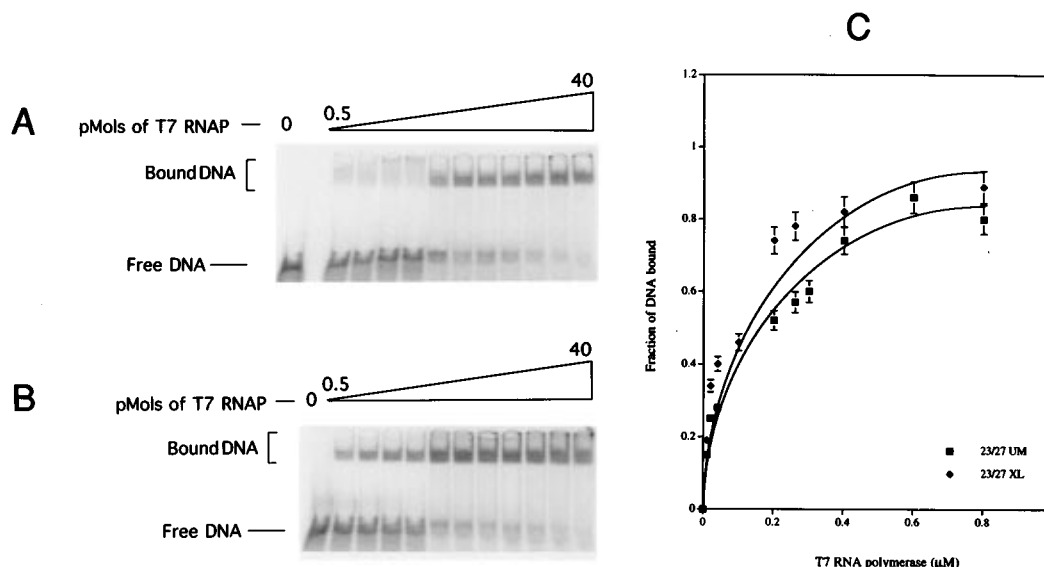 A
pMols of T7 RNAP — 0
0.5
40
Bound DNA
Free DNA
B
pMols of T7 RNAP — 0
0.5
40
Bound DNA
Free DNA
C
1.2
1
0.8
0.6
0.4
0.2
0
0
0.2
0.4
0.6
0.8
Fraction of DNA bound
23/27 UM
23/27 XL
T7 RNA polymerase (μM)